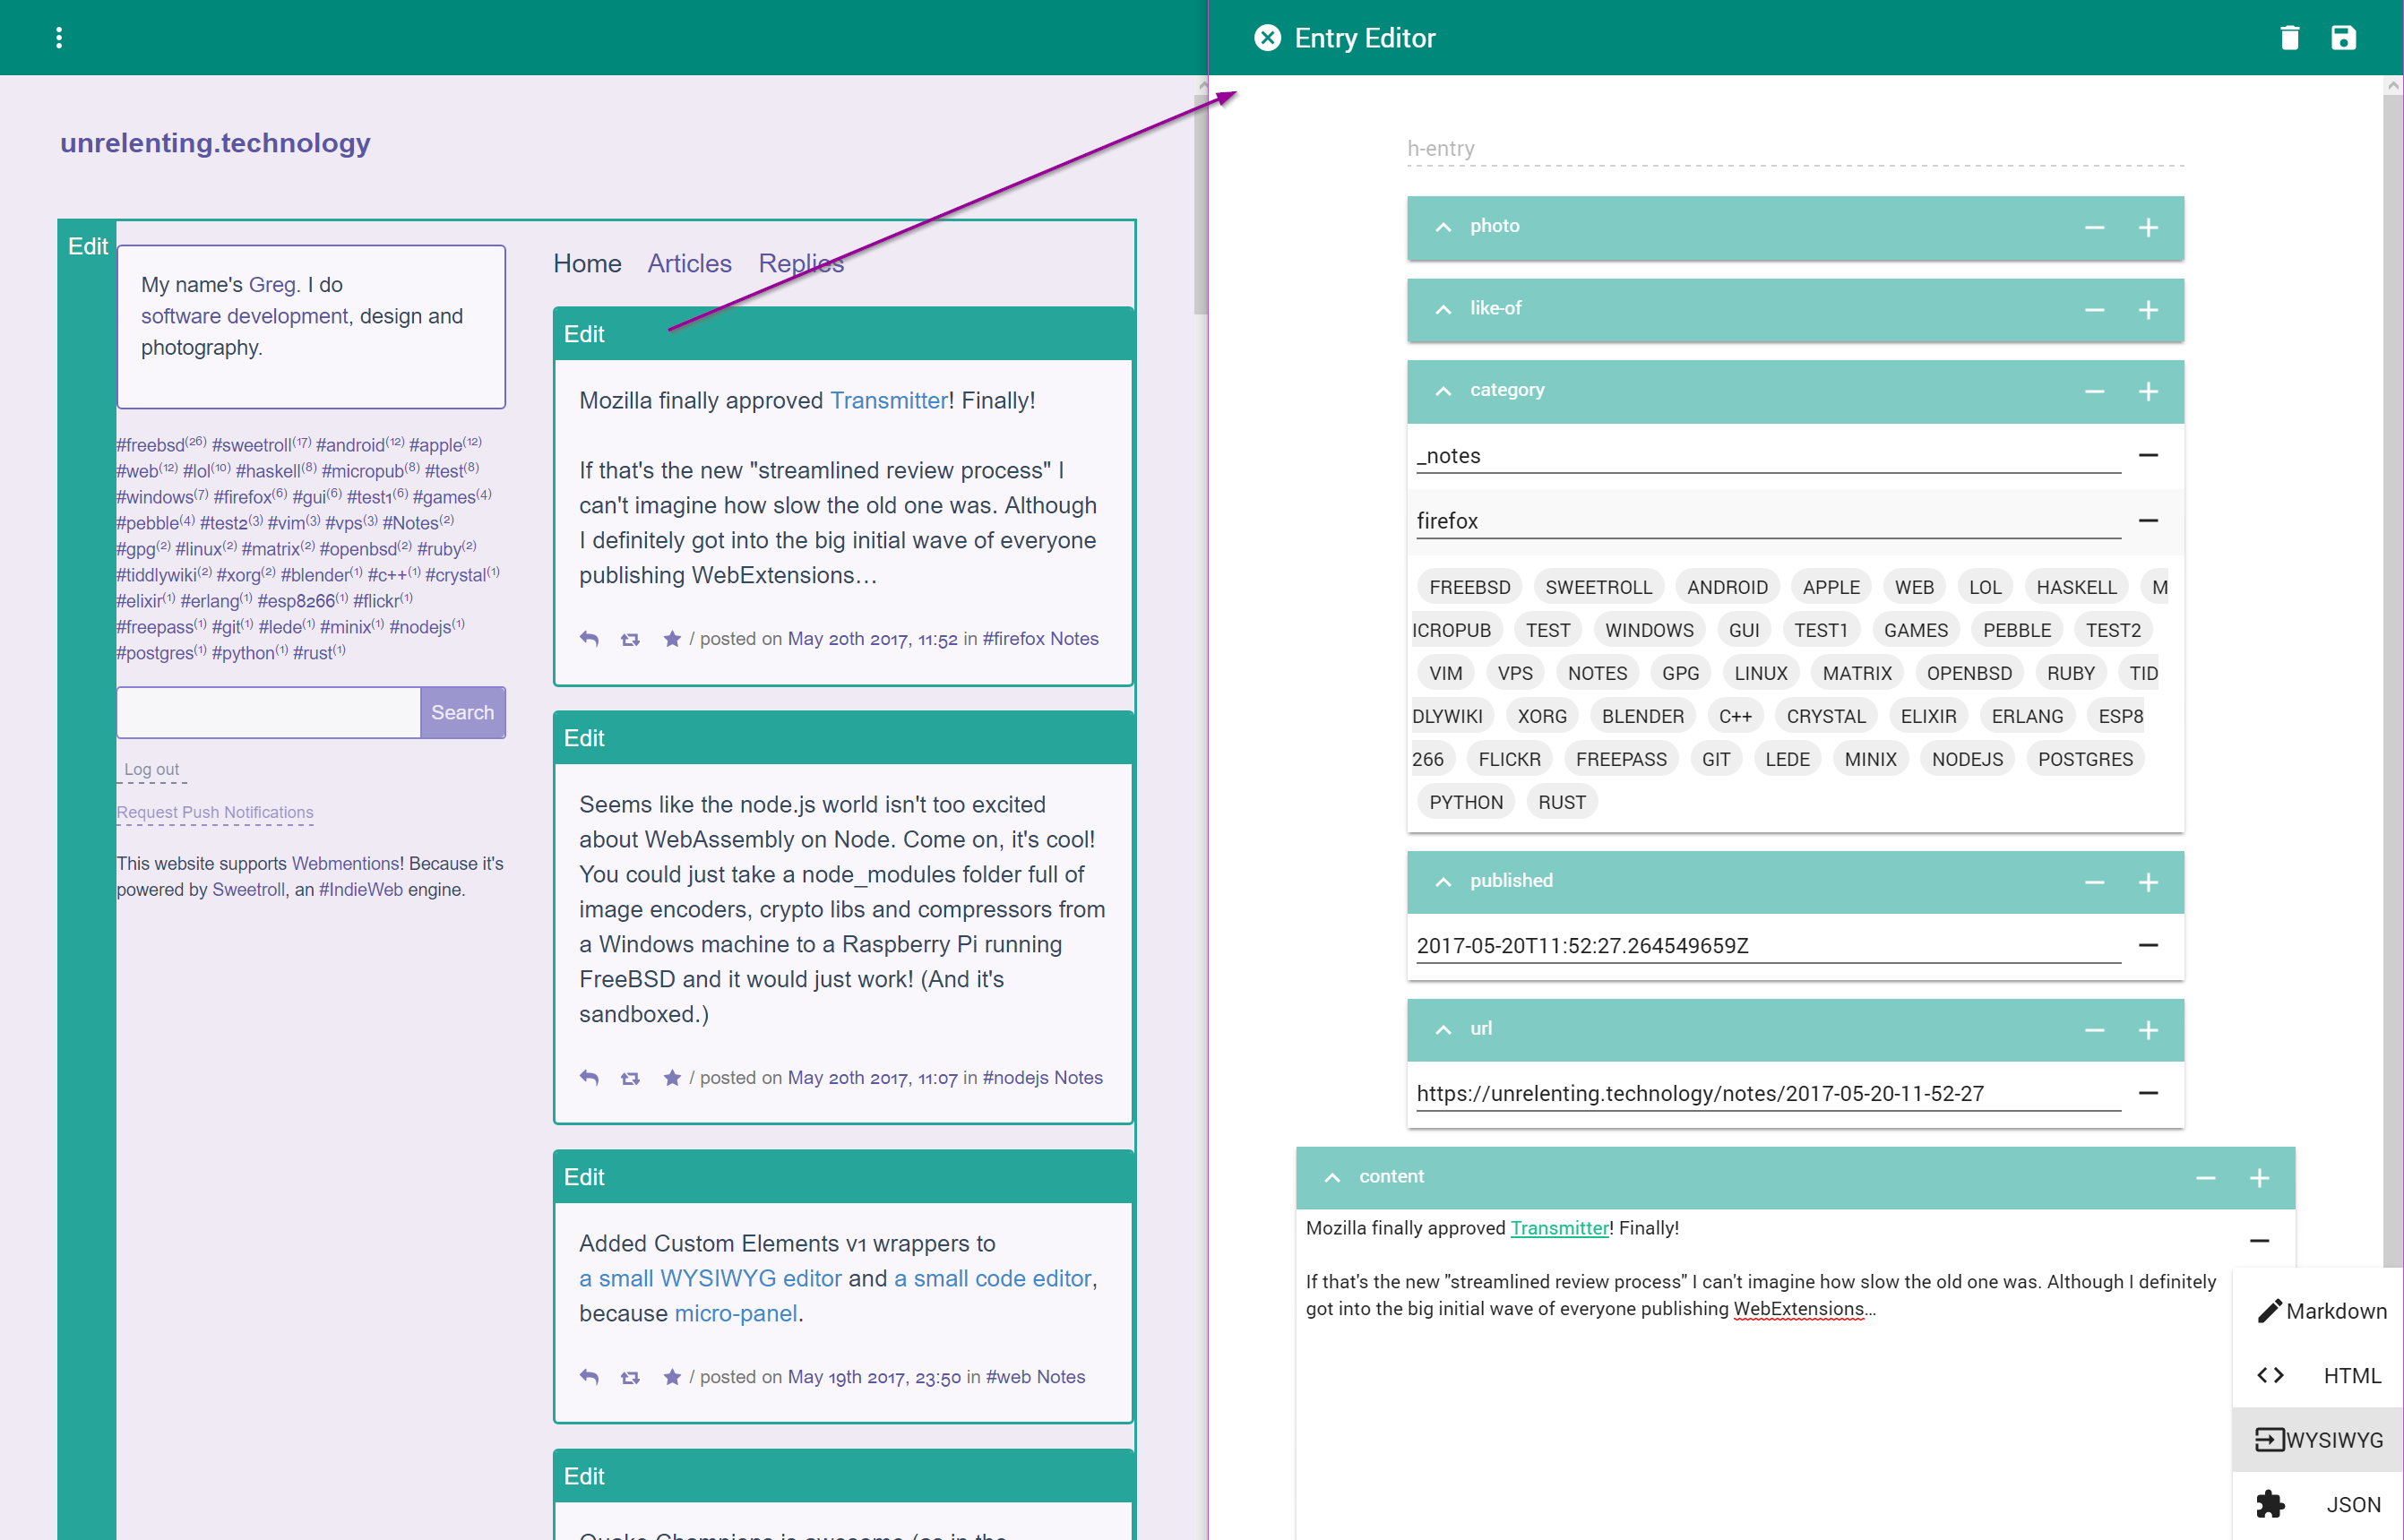 unrelenting.technology
Edit
My name's Greg. I do
software development, design and
photography.
#freebsd(26) #sweetroll(17) #android(12) #apple(12)
#web(12) #lol(10) #haskell(8) #micropub(8) #test(8)
#windows(7) #firefox(6) #gui(6) #test1(6) #games(4)
#pebble(4) #test2(3) #vim(3) #vps(3) #Notes(2)
#gpg(2) #linux(2) #matrix(2) #openbsd(2) #ruby(2)
#tiddlywiki(2) #xorg(2) #blender(1) #c++(1) #crystal(1)
#elixir(1) #erlang(1) #esp8266(1) #flickr(1)
#freepass(1) #git(1) #lede(1) #minix(1) #nodejs(1)
#postgres(1) #python(1) #rust(1)
Search
Log out
Request Push Notifications
This website supports Webmentions! Because it's
powered by Sweetroll, an #IndieWeb engine.
Home Articles Replies
Edit
Mozilla finally approved Transmitter! Finally!
If that's the new "streamlined review process" I
can't imagine how slow the old one was. Although
I definitely got into the big initial wave of everyone
publishing WebExtensions…
/ posted on May 20th 2017, 11:52 in #firefox Notes
Edit
Seems like the node.js world isn't too excited
about WebAssembly on Node. Come on, it's cool!
You could just take a node_modules folder full of
image encoders, crypto libs and compressors from
a Windows machine to a Raspberry Pi running
FreeBSD and it would just work! (And it's
sandboxed.)
/ posted on May 20th 2017, 11:07 in #nodejs Notes
Edit
Added Custom Elements v1 wrappers to
a small WYSIWYG editor and a small code editor,
because micro-panel.
/ posted on May 19th 2017, 23:50 in #web Notes
Edit
Quake Champions is awesome (as in the
Entry Editor
h-entry
photo
like-of
category
_notes
firefox
FREEBSD SWEETROLL ANDROID APPLE WEB LOL HASKELL M
ICROPUB TEST WINDOWS GUI TEST1 GAMES PEBBLE TEST2
VIM VPS NOTES GPG LINUX MATRIX OPENBSD RUBY TID
DLYWIKI XORG BLENDER C++ CRYSTAL ELIXIR ERLANG ESP8
266 FLICKR FREEPASS GIT LEDE MINIX NODEJS POSTGRES
PYTHON RUST
published
2017-05-20T11:52:27.264549659Z
url
https://unrelenting.technology/notes/2017-05-20-11-52-27
content
Mozilla finally approved Transmitter! Finally!
If that's the new "streamlined review process" I can't imagine how slow the old one was. Although I definitely
got into the big initial wave of everyone publishing WebExtensions…
Markdown
HTML
WYSIWYG
JSON